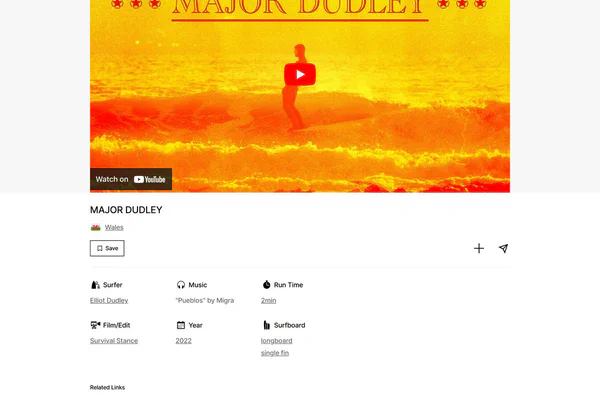 MAJOR DUDLEY
Watch on YouTube
MAJOR DUDLEY
Wales
Save
Surfer
Music
Run Time
Elliot Dudley
"Pueblos" by Migra
2min
Film/Edit
Year
Surfboard
Survival Stance
2022
longboard
single fin
Related Links